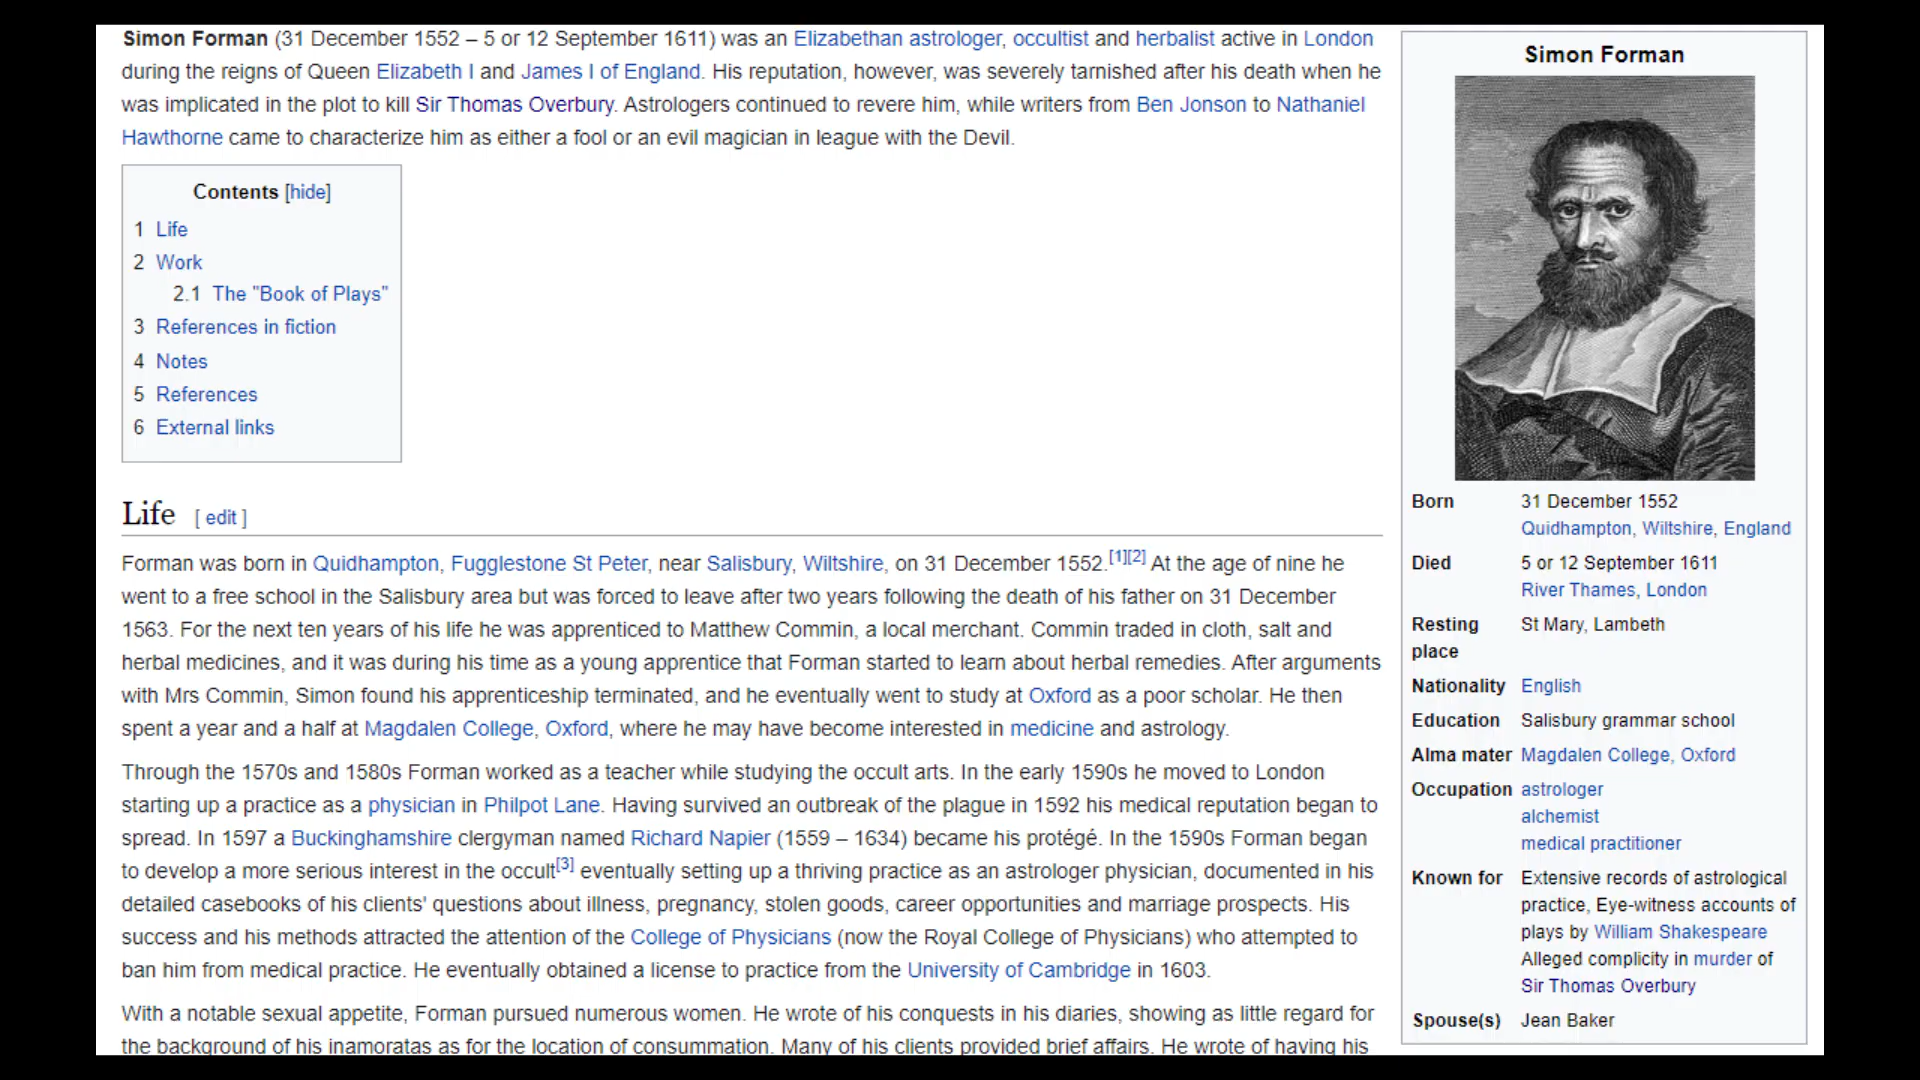 Simon Forman (31 December 1552 – 5 or 12 September 1611) was an Elizabethan astrologer, occultist and herbalist active in London
during the reigns of Queen Elizabeth I and James I of England. His reputation, however, was severely tarnished after his death when he
was implicated in the plot to kill Sir Thomas Overbury. Astrologers continued to revere him, while writers from Ben Jonson to Nathaniel
Hawthorne came to characterize him as either a fool or an evil magician in league with the Devil.
Contents [hide]
1 Life
2 Work
2.1 The "Book of Plays"
3 References in fiction
4 Notes
5 References
6 External links
Life [ edit ]
Forman was born in Quidhampton, Fugglestone St Peter, near Salisbury, Wiltshire, on 31 December 1552.[1][2] At the age of nine he
went to a free school in the Salisbury area but was forced to leave after two years following the death of his father on 31 December
1563. For the next ten years of his life he was apprenticed to Matthew Commin, a local merchant. Commin traded in cloth, salt and
herbal medicines, and it was during his time as a young apprentice that Forman started to learn about herbal remedies. After arguments
with Mrs Commin, Simon found his apprenticeship terminated, and he eventually went to study at Oxford as a poor scholar. He then
spent a year and a half at Magdalen College, Oxford, where he may have become interested in medicine and astrology.
Through the 1570s and 1580s Forman worked as a teacher while studying the occult arts. In the early 1590s he moved to London
starting up a practice as a physician in Philpot Lane. Having survived an outbreak of the plague in 1592 his medical reputation began to
spread. In 1597 a Buckinghamshire clergyman named Richard Napier (1559 – 1634) became his protégé. In the 1590s Forman began
to develop a more serious interest in the occult[3] eventually setting up a thriving practice as an astrologer physician, documented in his
detailed casebooks of his clients' questions about illness, pregnancy, stolen goods, career opportunities and marriage prospects. His
success and his methods attracted the attention of the College of Physicians (now the Royal College of Physicians) who attempted to
ban him from medical practice. He eventually obtained a license to practice from the University of Cambridge in 1603.
With a notable sexual appetite, Forman pursued numerous women. He wrote of his conquests in his diaries, showing as little regard for
the background of his inamoratas as for the location of consummation. Many of his clients provided brief affairs. He wrote of having his
Simon Forman
Born 31 December 1552
Quidhampton, Wiltshire, England
Died 5 or 12 September 1611
River Thames, London
Resting St Mary, Lambeth
place
Nationality English
Education Salisbury grammar school
Alma mater Magdalen College, Oxford
Occupation astrologer
alchemist
medical practitioner
Known for Extensive records of astrological
practice, Eye-witness accounts of
plays by William Shakespeare
Alleged complicity in murder of
Sir Thomas Overbury
Spouse(s) Jean Baker